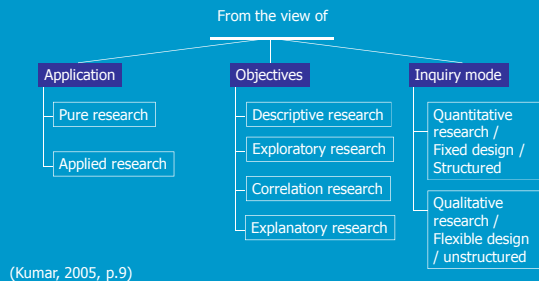 From the view of
Application
Pure research
Applied research
Objectives
Descriptive research
Exploratory research
Correlation research
Explanatory research
Inquiry mode
Quantitative
research /
Fixed design /
Structured
Qualitative
research /
Flexible design
/ unstructured
(Kumar, 2005, p.9)